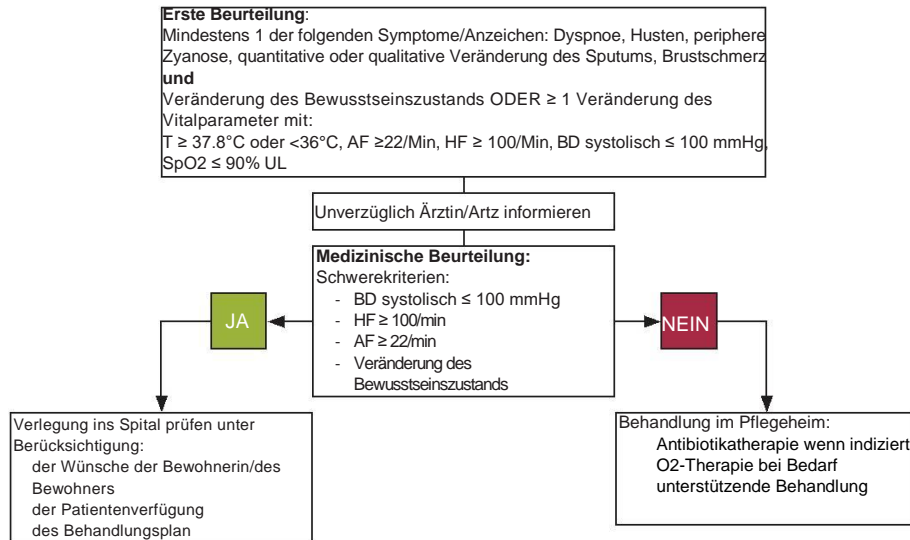 Erste Beurteilung:
Mindestens 1 der folgenden Symptome/Anzeichen: Dyspnoe, Husten, periphere
Zyanose, quantitative oder qualitative Veränderung des Sputums, Brustschmerz
und
Veränderung des Bewusstseinszustands ODER ≥ 1 Veränderung des
Vitalparameter mit:
T ≥ 37.8°C oder <36°C, AF ≥22/Min, HF ≥ 100/Min, BD systolisch ≤ 100 mmHg,
SpO2 ≤ 90% UL
Unverzüglich Ärztin/Artz informieren
Medizinische Beurteilung:
Schwerekriterien:
- BD systolisch ≤ 100 mmHg
- HF ≥ 100/min
- AF ≥ 22/min
- Veränderung des
Bewusstseinszustands
JA
NEIN
Verlegung ins Spital prüfen unter
Berücksichtigung:
der Wünsche der Bewohnerin/des
Bewohners
der Patientenverfügung
des Behandlungsplan
Behandlung im Pflegeheim:
Antibiotikatherapie wenn indiziert
O2-Therapie bei Bedarf
unterstützende Behandlung